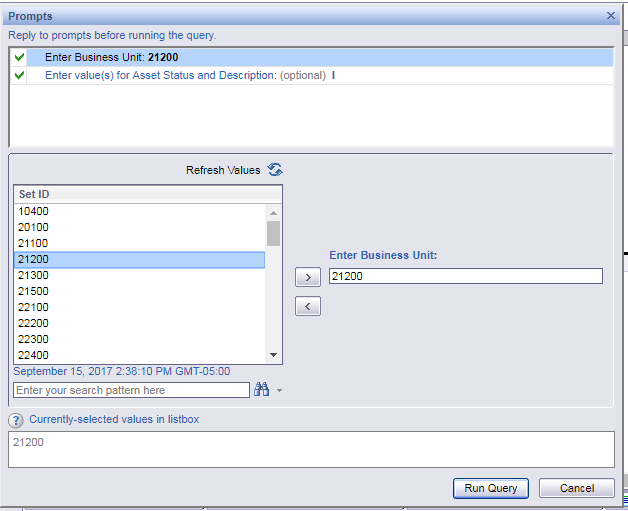 Prompts
Reply to prompts before running the query.
Enter Business Unit: 21200
Enter value(s) for Asset Status and Description: (optional) I
Refresh Values
Set ID
10400
20100
21100
21200
21300
21500
22100
22200
22300
22400
Enter Business Unit:
21200
>
<
September 15, 2017 2:38:10 PM GMT-05:00
Enter your search pattern here
? Currently-selected values in listbox
21200
Run Query Cancel